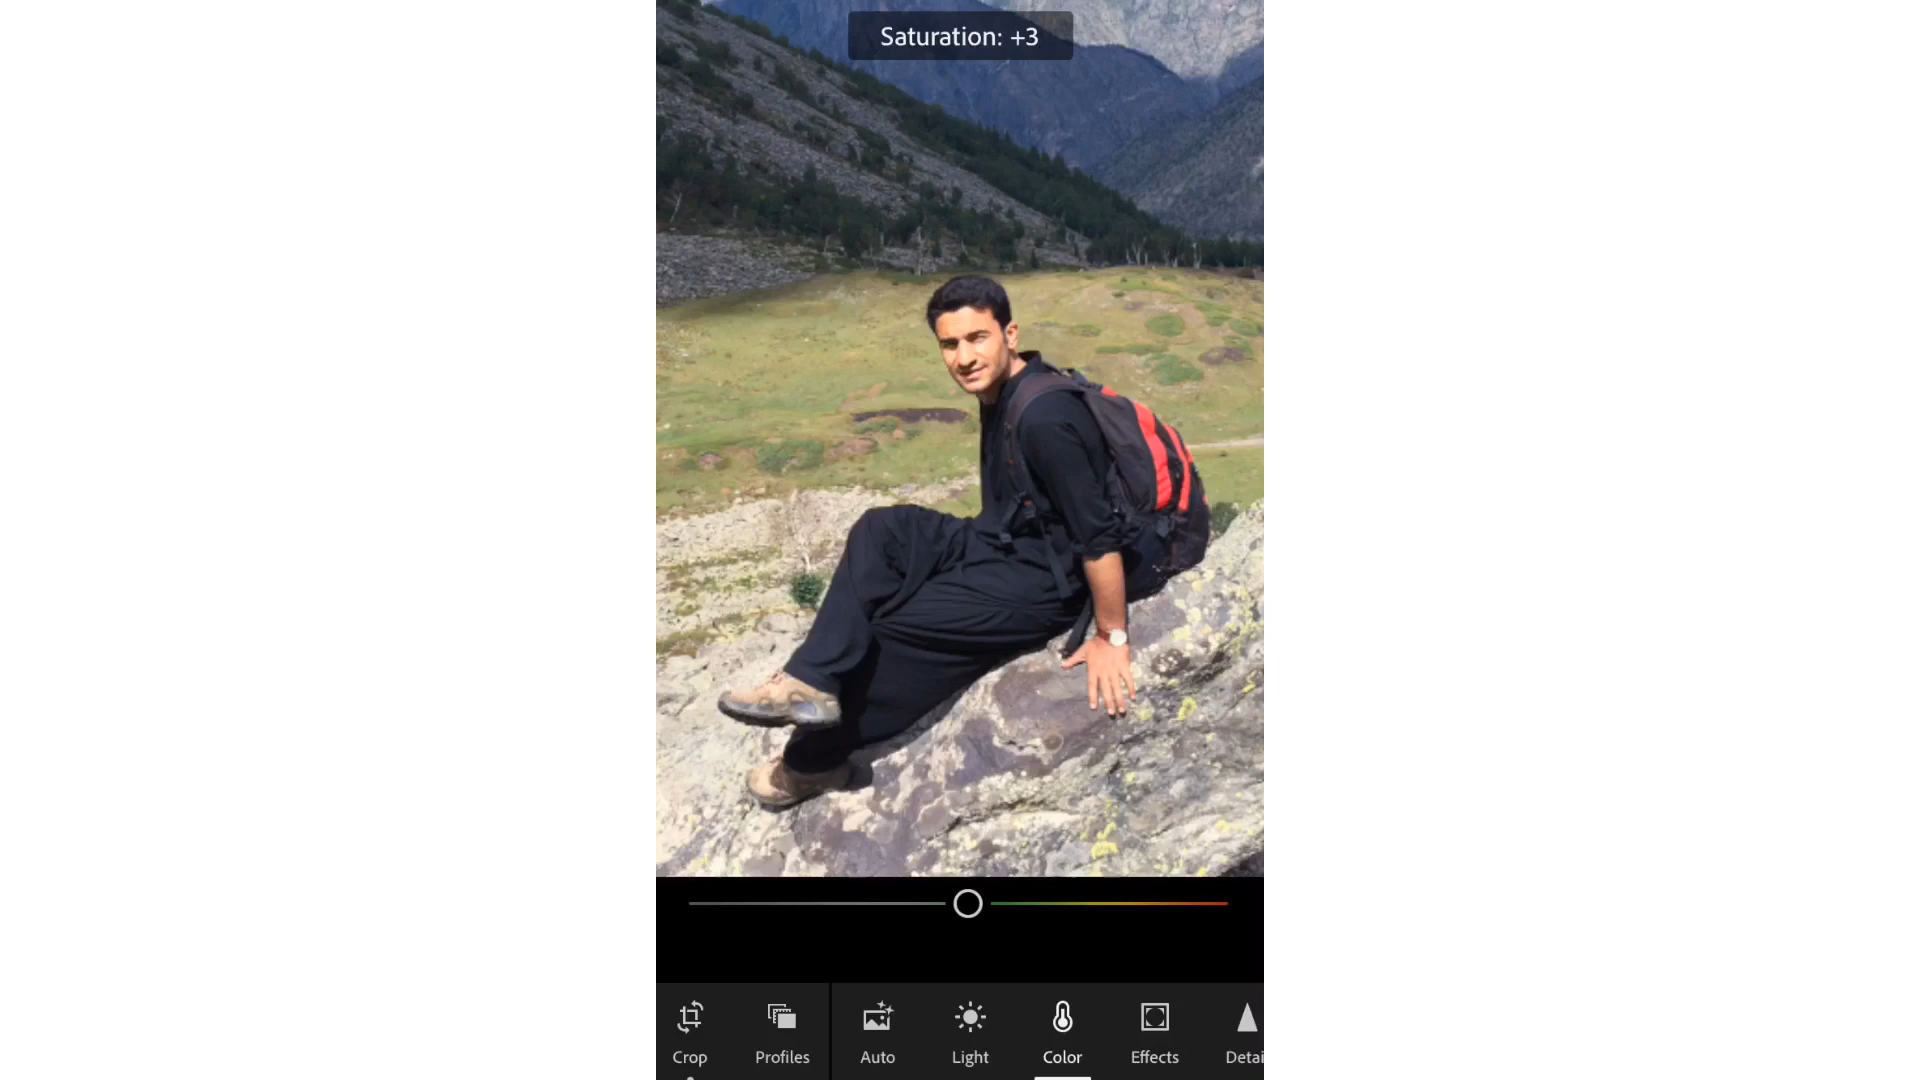 Saturation: +3
Crop
Profiles
Auto
Light
Color
Effects
Detai